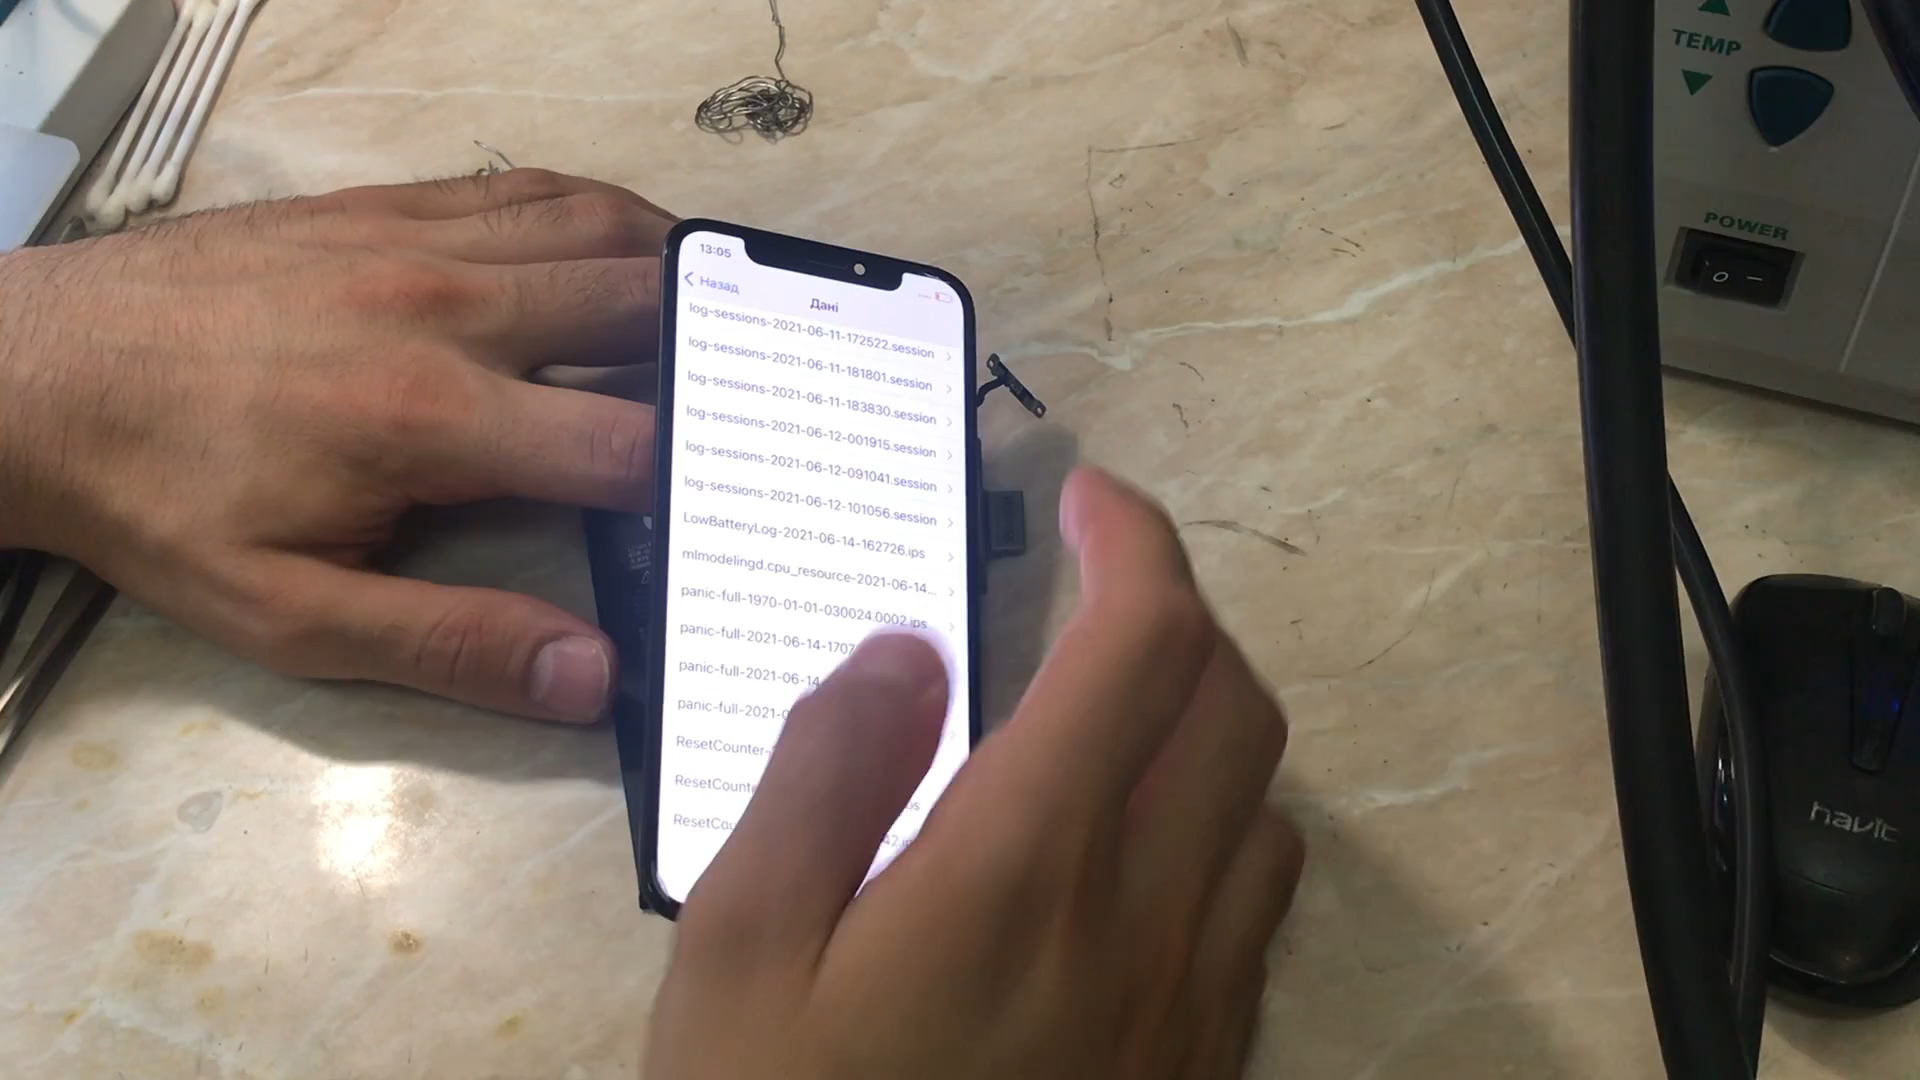 TEMP
POWER
13:05
Назад
Дані
log-sessions-2021-06-11-172522.session
log-sessions-2021-06-11-181801.session
log-sessions-2021-06-11-183830.session
log-sessions-2021-06-12-001915.session
log-sessions-2021-06-12-091041.session
log-sessions-2021-06-12-101056.session
LowBatteryLog-2021-06-14-162726.ips
mlmodelingd.cpu_resource-2021-06-14...
panic-full-1970-01-01-030024.0002.ips
panic-full-2021-06-14-1707
panic-full-2021-06-14-
panic-full-2021-0
ResetCounter-
ResetCount
ResetCou
havit